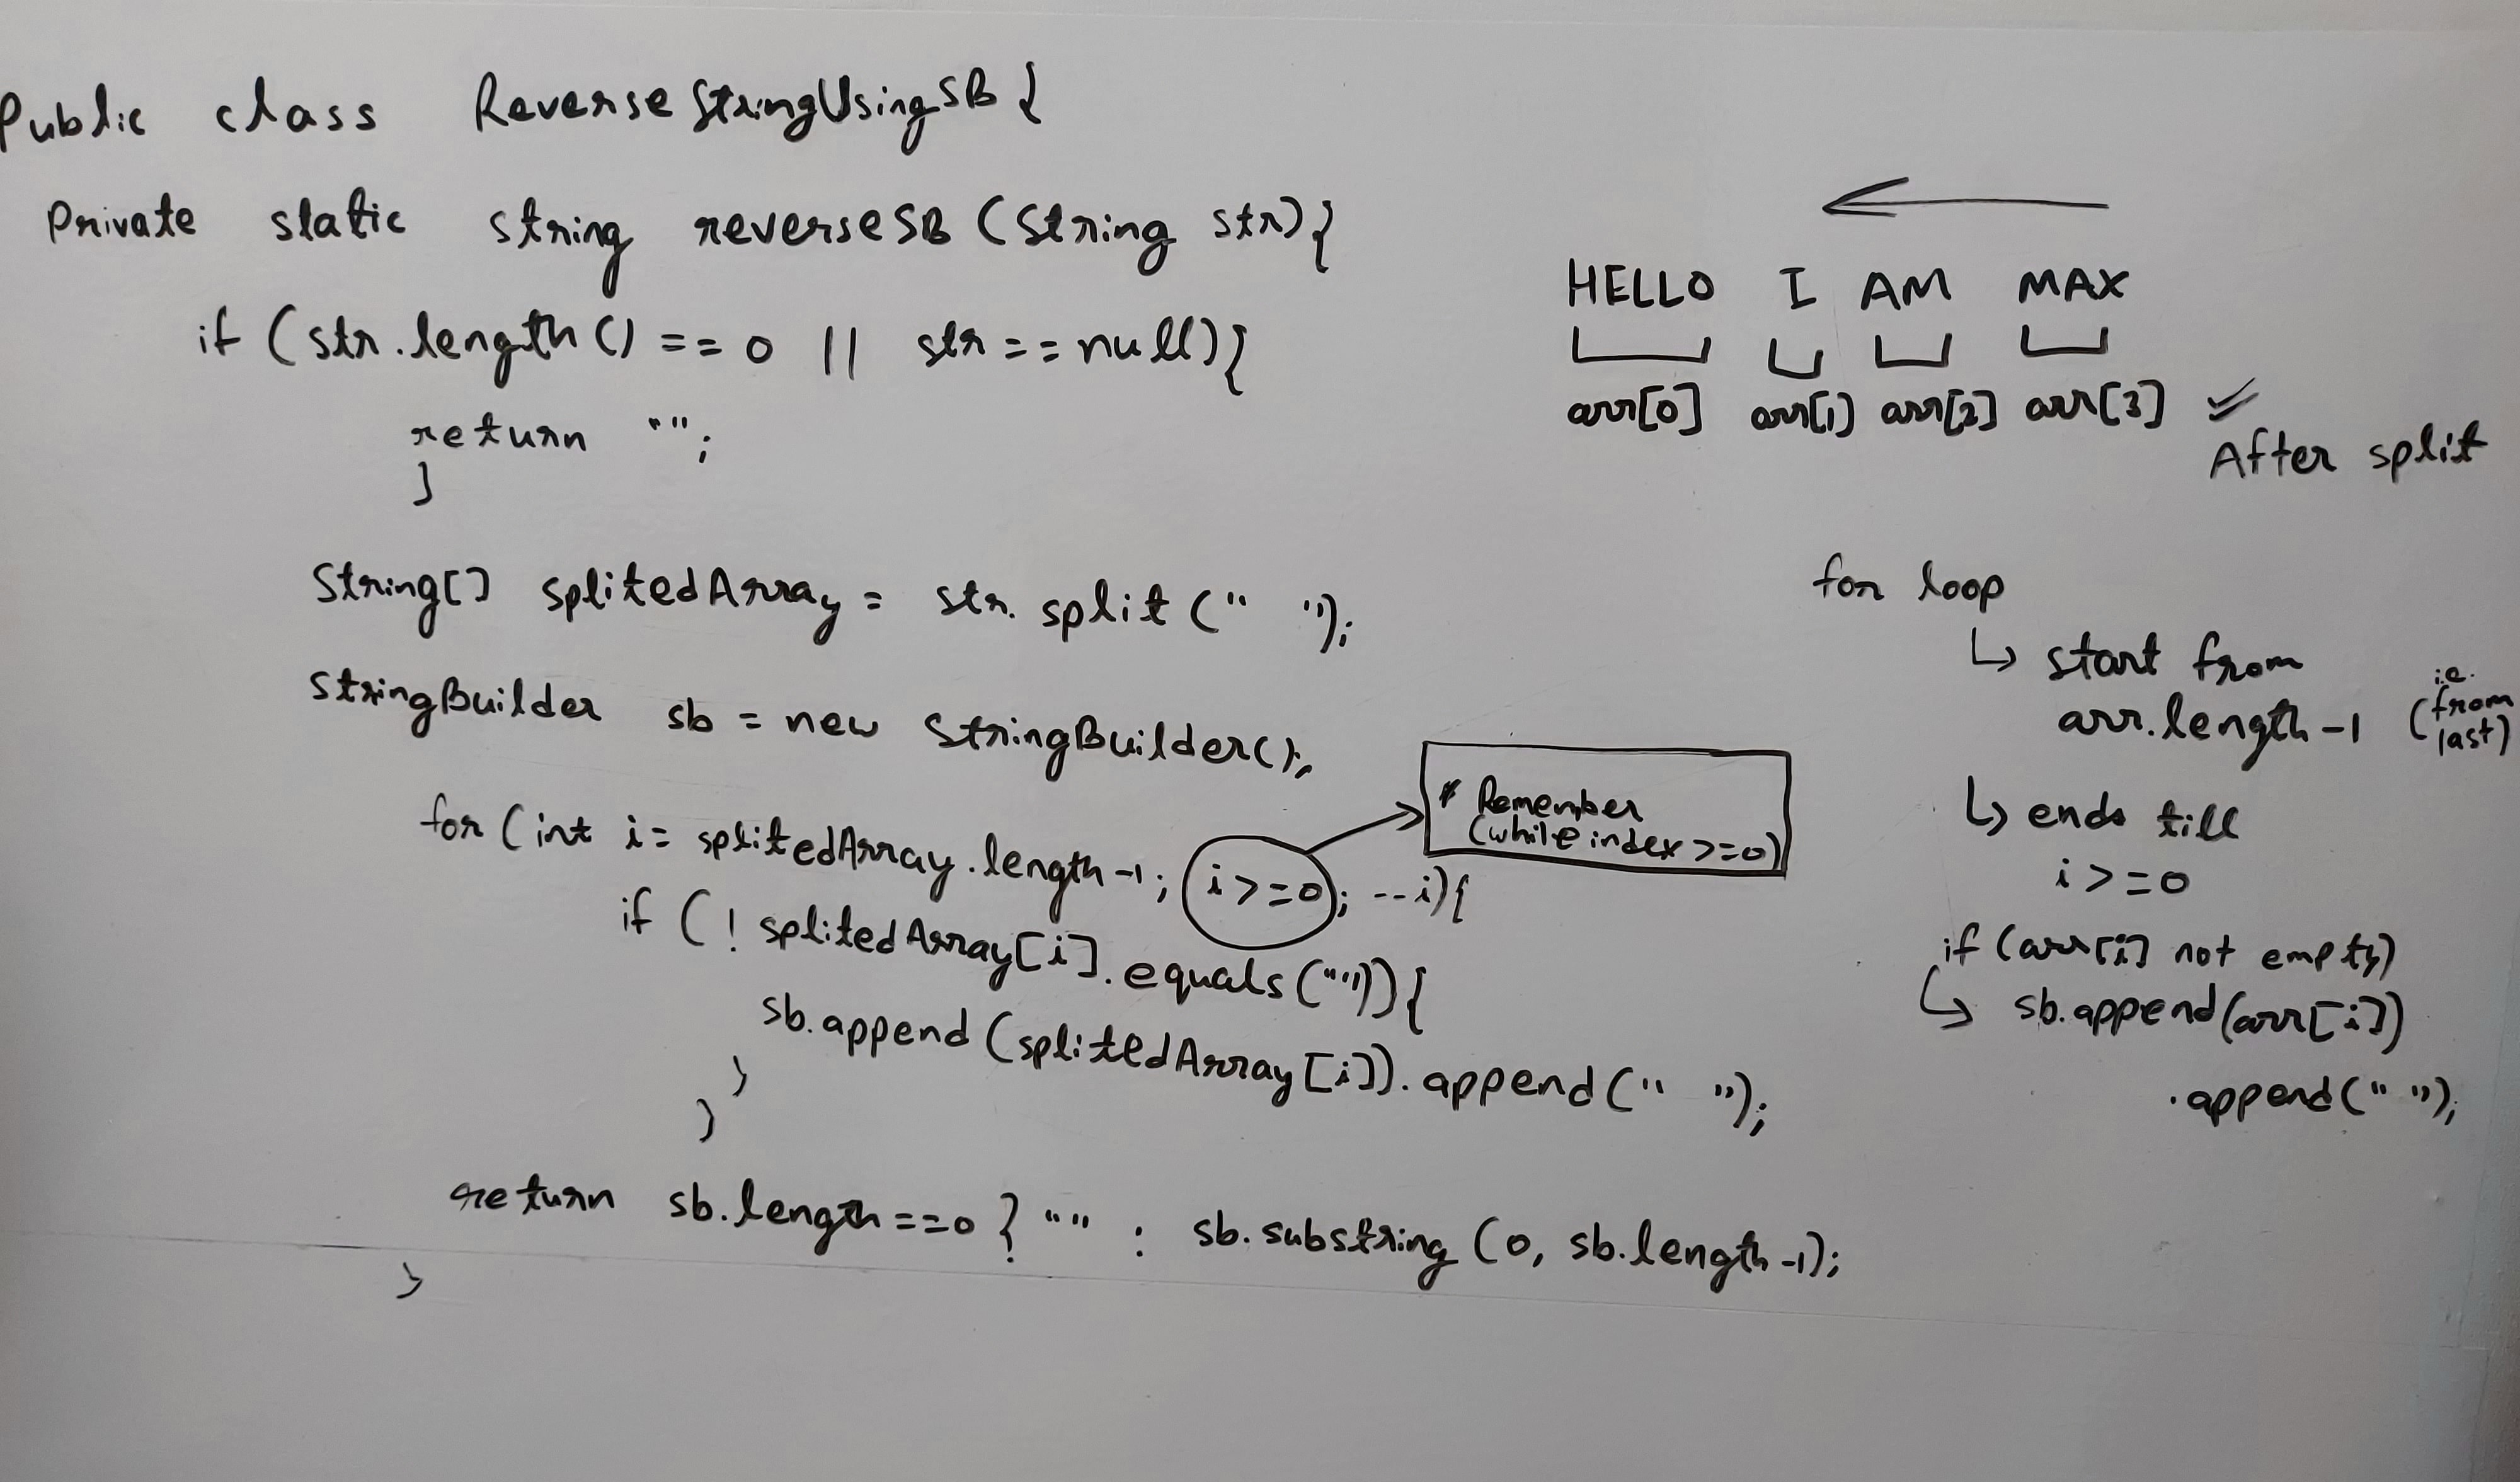 Public class ReverseStringUsingSB {
Private static string reverseSB (String str){
if (str.length () == 0 || str == null){
return "";
}
String[] splitedArray = str. split (" ");
StringBuilder sb = new StringBuilder();
for (int i = splitedArray.length-1; i >= 0; --i){
* Remember
(while index >= 0)
if (! splitedArray[i].equals ("")){
sb.append (splitedArray[i]).append (" ");
}
}
return sb.length == 0 ? "" : sb.substring (0, sb.length -1);
}
HELLO I AM MAX
arr[0] arr[1] arr[2] arr[3] ✓
After split
for loop
↳ start from
arr.length -1 (i.e. from last)
↳ ends till
i >= 0
if (arr[i] not empty)
↳ sb.append(arr[i])
.append(" ");